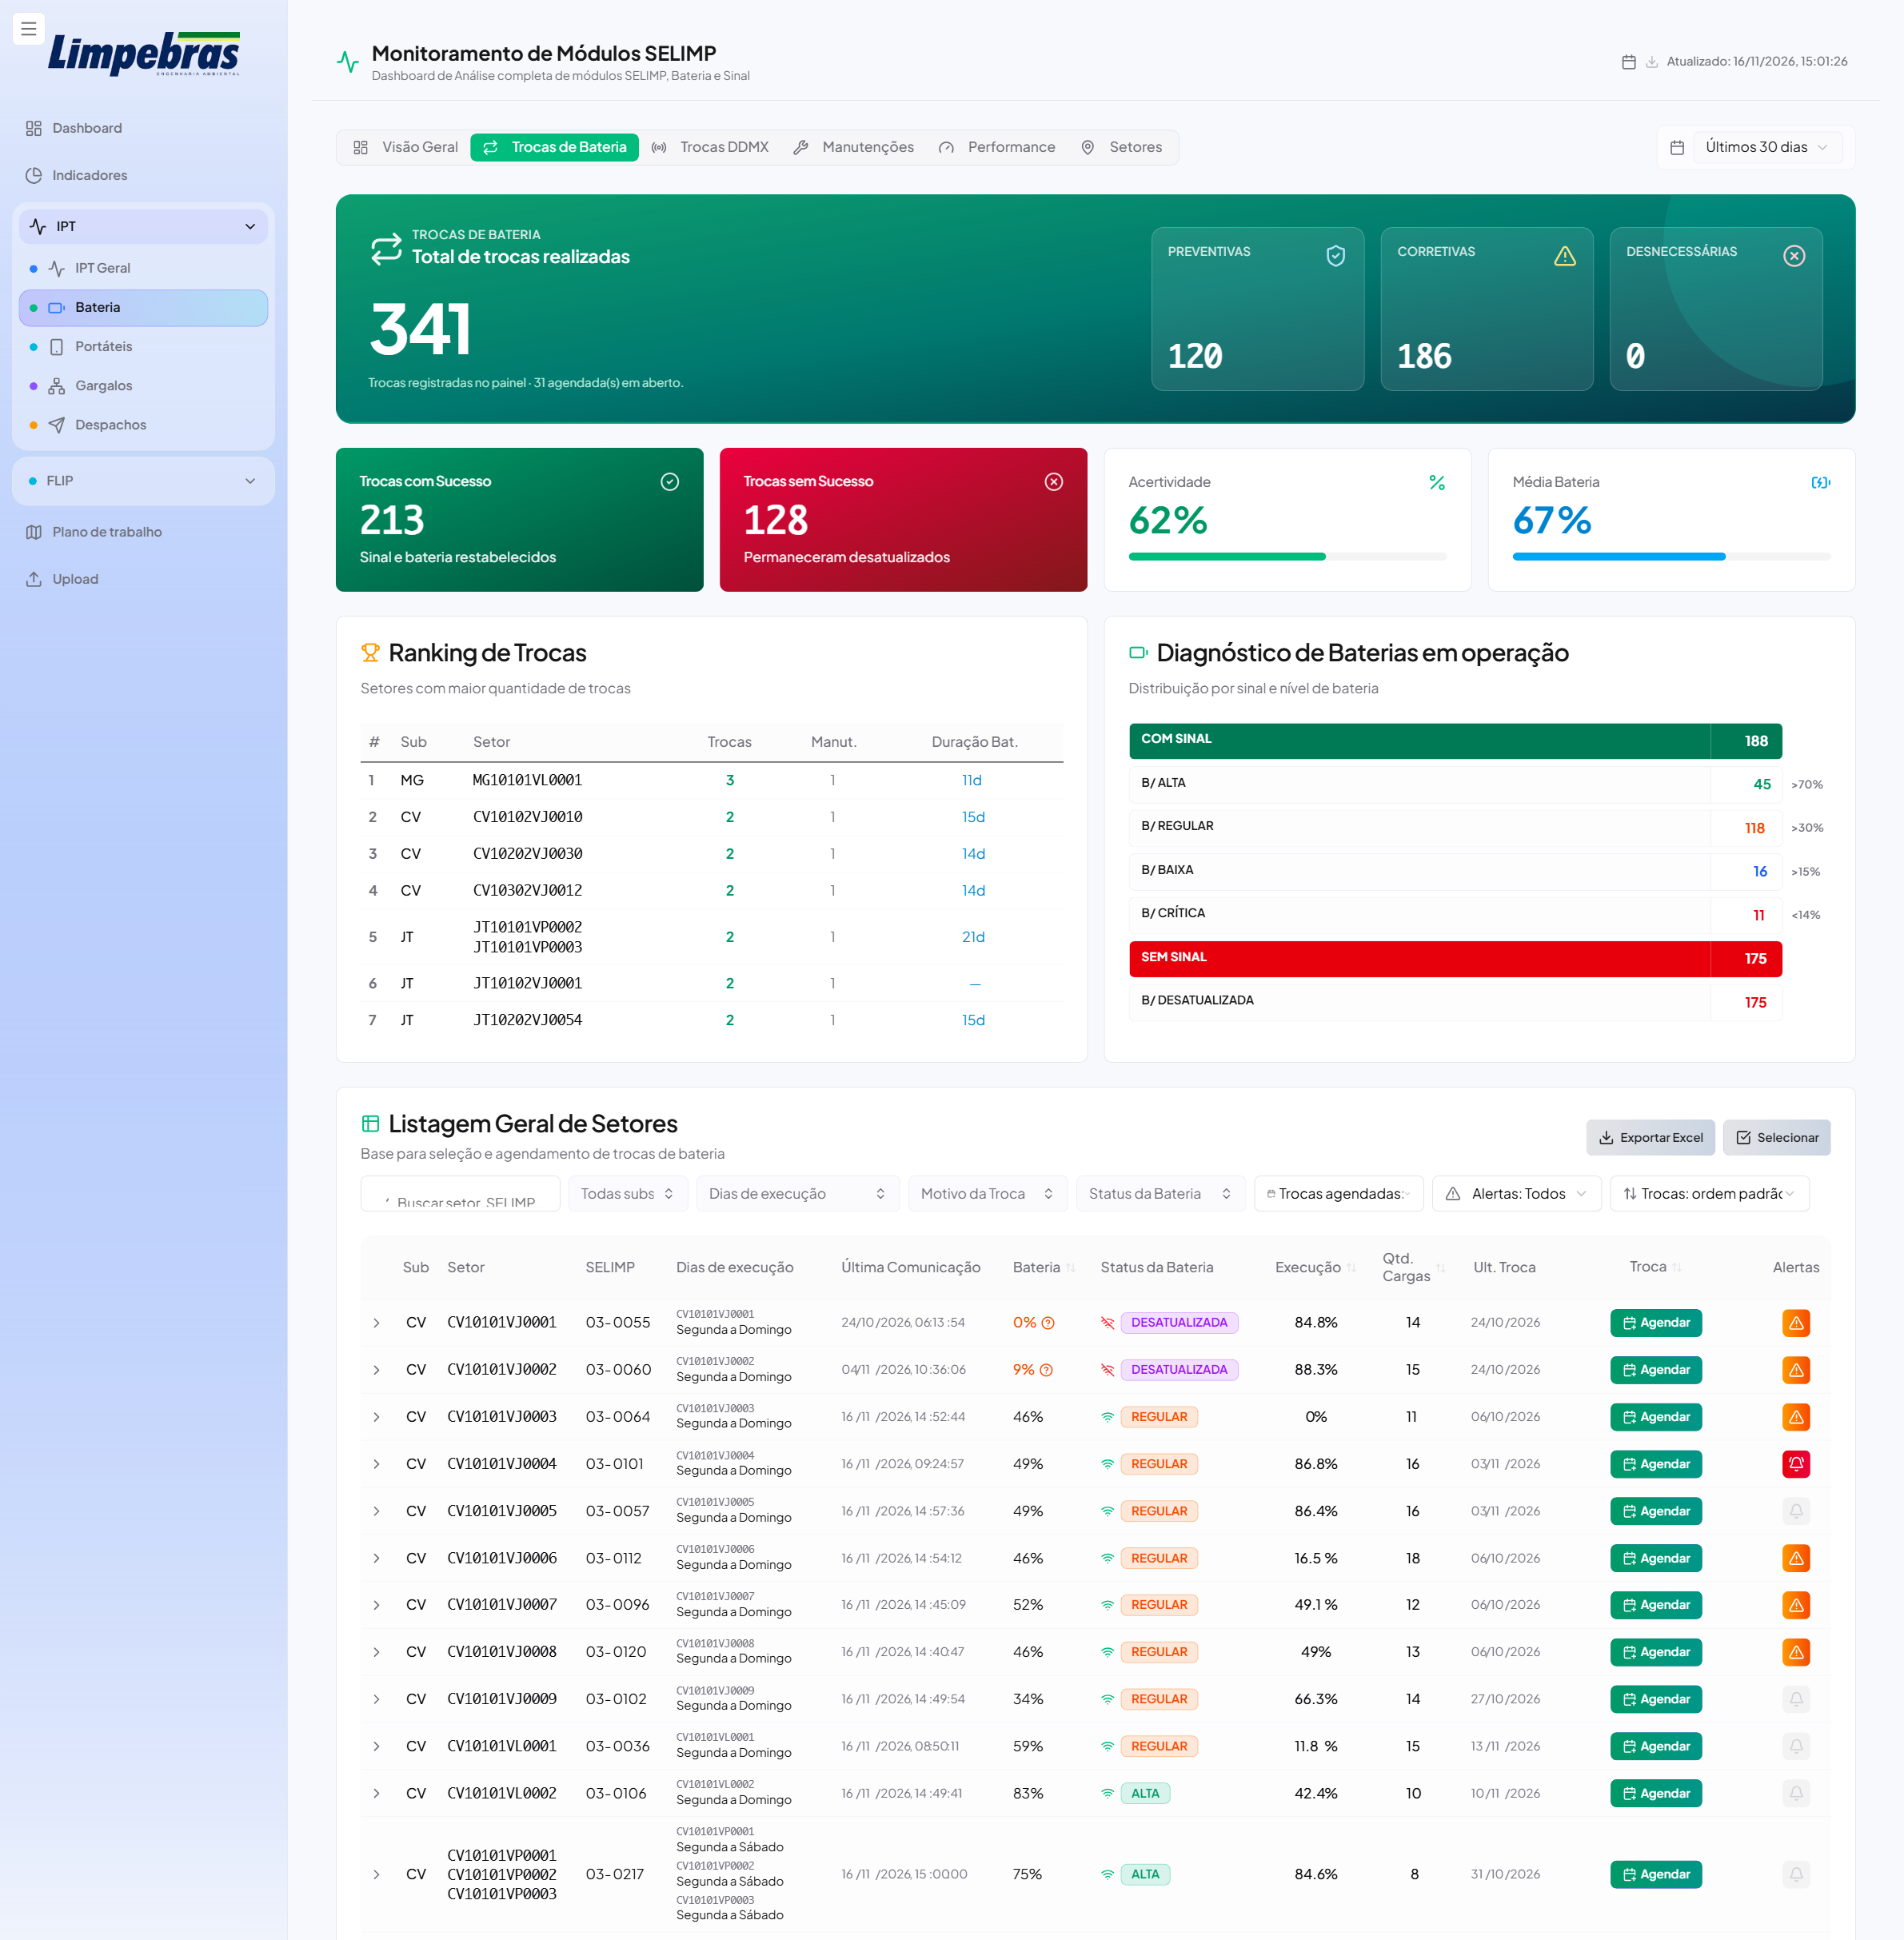 Limpebras
ENGENHARIA AMBIENTAL
Dashboard
Indicadores
IPT
IPT Geral
Bateria
Portáteis
Gargalos
Despachos
FLIP
Plano de trabalho
Upload
Monitoramento de Módulos SELIMP
Dashboard de Análise completa de módulos SELIMP, Bateria e Sinal
Atualizado: 16/11/2026, 15:01:26
Visão Geral Trocas de Bateria Trocas DDMX Manutenções Performance Setores
Últimos 30 dias
TROCAS DE BATERIA
Total de trocas realizadas
341
Trocas registradas no painel · 31 agendada(s) em aberto.
PREVENTIVAS
120
CORRETIVAS
186
DESNECESSÁRIAS
0
Trocas com Sucesso
213
Sinal e bateria restabelecidos
Trocas sem Sucesso
128
Permaneceram desatualizados
Acertividade
62%
Média Bateria
67%
Ranking de Trocas
Setores com maior quantidade de trocas
# Sub Setor Trocas Manut. Duração Bat.
1 MG MG10101VL0001 3 1 11d
2 CV CV10102VJ0010 2 1 15d
3 CV CV10202VJ0030 2 1 14d
4 CV CV10302VJ0012 2 1 14d
5 JT JT10101VP0002 2 1 21d
JT10101VP0003
6 JT JT10102VJ0001 2 1 —
7 JT JT10202VJ0054 2 1 15d
Diagnóstico de Baterias em operação
Distribuição por sinal e nível de bateria
COM SINAL 188
B/ ALTA 45 >70%
B/ REGULAR 118 >30%
B/ BAIXA 16 >15%
B/ CRÍTICA 11 <14%
SEM SINAL 175
B/ DESATUALIZADA 175
Listagem Geral de Setores
Base para seleção e agendamento de trocas de bateria
Exportar Excel
Selecionar
Buscar setor, SELIMP Todas subs Dias de execução Motivo da Troca Status da Bateria Trocas agendadas: Alertas: Todos Trocas: ordem padrão
Sub Setor SELIMP Dias de execução Última Comunicação Bateria Status da Bateria Execução Qtd. Cargas Ult. Troca Troca Alertas
CV10101VJ0001
CV CV10101VJ0001 03-0055 Segunda a Domingo 24/10/2026, 06:13:54 0% DESATUALIZADA 84.8% 14 24/10/2026 Agendar
CV10101VJ0002
CV CV10101VJ0002 03-0060 Segunda a Domingo 04/11/2026, 10:36:06 9% DESATUALIZADA 88.3% 15 24/10/2026 Agendar
CV10101VJ0003
CV CV10101VJ0003 03-0064 Segunda a Domingo 16/11/2026, 14:52:44 46% REGULAR 0% 11 06/10/2026 Agendar
CV10101VJ0004
CV CV10101VJ0004 03-0101 Segunda a Domingo 16/11/2026, 09:24:57 49% REGULAR 86.8% 16 03/11/2026 Agendar
CV10101VJ0005
CV CV10101VJ0005 03-0057 Segunda a Domingo 16/11/2026, 14:57:36 49% REGULAR 86.4% 16 03/11/2026 Agendar
CV10101VJ0006
CV CV10101VJ0006 03-0112 Segunda a Domingo 16/11/2026, 14:54:12 46% REGULAR 16.5% 18 06/10/2026 Agendar
CV10101VJ0007
CV CV10101VJ0007 03-0096 Segunda a Domingo 16/11/2026, 14:45:09 52% REGULAR 49.1% 12 06/10/2026 Agendar
CV10101VJ0008
CV CV10101VJ0008 03-0120 Segunda a Domingo 16/11/2026, 14:40:47 46% REGULAR 49% 13 06/10/2026 Agendar
CV10101VJ0009
CV CV10101VJ0009 03-0102 Segunda a Domingo 16/11/2026, 14:49:54 34% REGULAR 66.3% 14 27/10/2026 Agendar
CV10101VL0001
CV CV10101VL0001 03-0036 Segunda a Domingo 16/11/2026, 08:50:11 59% REGULAR 11.8% 15 13/11/2026 Agendar
CV10101VL0002
CV CV10101VL0002 03-0106 Segunda a Domingo 16/11/2026, 14:49:41 83% ALTA 42.4% 10 10/11/2026 Agendar
CV10101VP0001
Segunda a Sábado
CV10101VP0001
CV10101VP0002
CV CV10101VP0002 03-0217 Segunda a Sábado 16/11/2026, 15:00:00 75% ALTA 84.6% 8 31/10/2026 Agendar
CV10101VP0003
CV10101VP0003
Segunda a Sábado